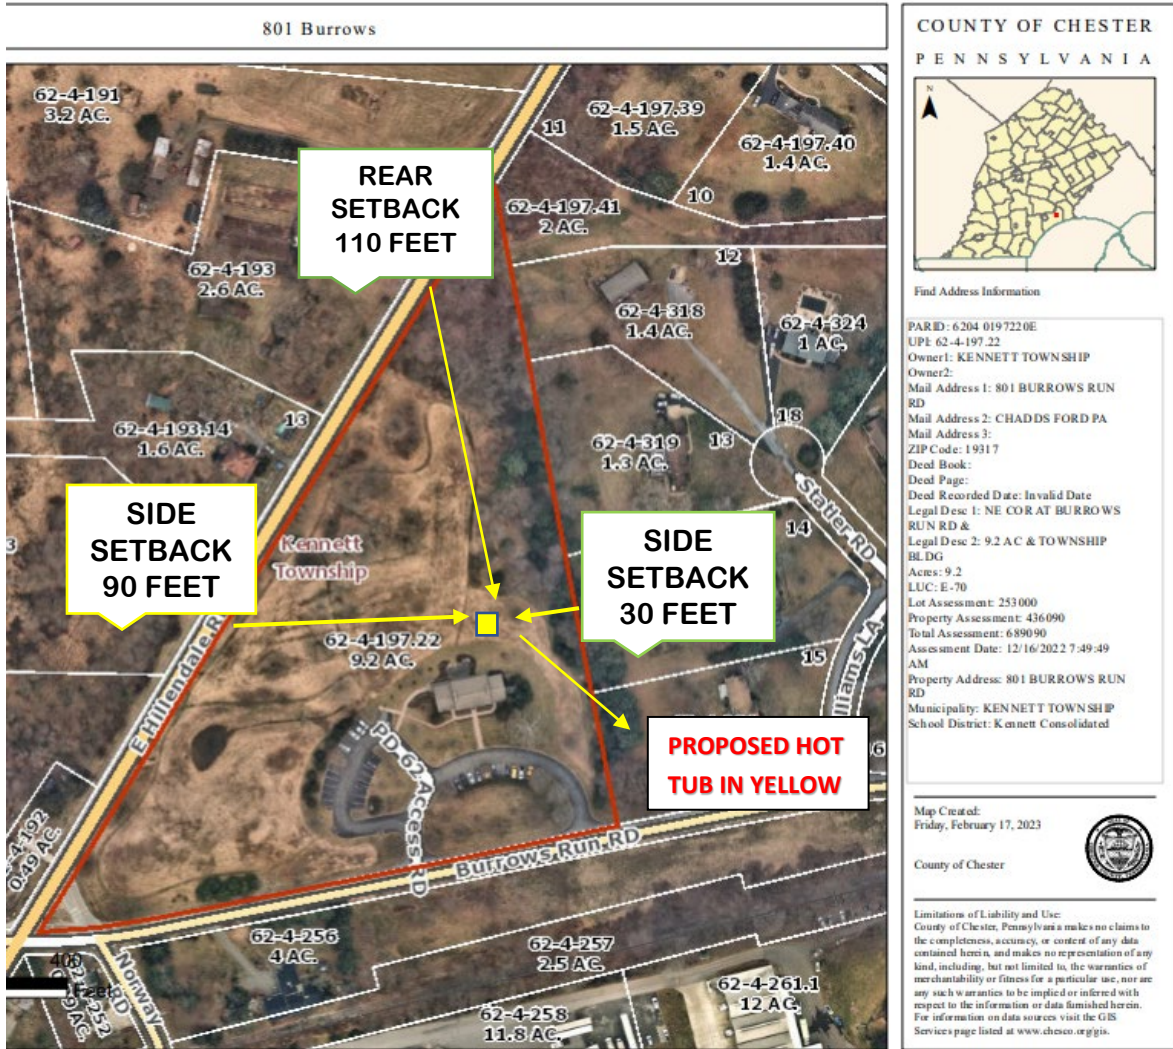 801 Burrows
62-4-191
3.2 AC.
62-4-197.39
1.5 AC.
11
62-4-197.40
1.4 AC.
10
62-4-197.41
2 AC.
REAR
SETBACK
110 FEET
62-4-193
2.6 AC.
12
62-4-318
1.4 AC.
62-4-324
1 AC.
62-4-193.14
1.6 AC.
13
62-4-319
1.3 AC.
13
18
Statler RD
14
SIDE
SETBACK
90 FEET
3
Kennett
Township
SIDE
SETBACK
30 FEET
62-4-197.22
9.2 AC.
E Hillendale R
15
lliams LA
PROPOSED HOT
TUB IN YELLOW
PD 62 Access RD
Burrows Run RD
6
-4-192
0.49 AC.
62-4-256
4 AC.
62-4-257
2.5 AC.
Norway RD
400
Feet
62-4-258
11.8 AC.
62-4-261.1
12 AC.
COUNTY OF CHESTER
PENNSYLVANIA
N
Find Address Information
PARID: 6204 0197220E
UPI: 62-4-197.22
Owner1: KENNETT TOWNSHIP
Owner2:
Mail Address 1: 801 BURROWS RUN
RD
Mail Address 2: CHADDS FORD PA
Mail Address 3:
ZIP Code: 19317
Deed Book:
Deed Page:
Deed Recorded Date: Invalid Date
Legal Desc 1: NE COR AT BURROWS
RUN RD &
Legal Desc 2: 9.2 AC & TOWNSHIP
BLDG
Acres: 9.2
LUC: E-70
Lot Assessment: 253000
Property Assessment: 436090
Total Assessment: 689090
Assessment Date: 12/16/2022 7:49:49
AM
Property Address: 801 BURROWS RUN
RD
Municipality: KENNETT TOWNSHIP
School District: Kennett Consolidated
Map Created:
Friday, February 17, 2023
County of Chester
Limitations of Liability and Use:
County of Chester, Pennsylvania makes no claims to
the completeness, accuracy, or content of any data
contained herein, and makes no representation of any
kind, including, but not limited to, the warranties of
merchantability or fitness for a particular use, nor are
any such warranties to be implied or inferred with
respect to the information or data furnished herein.
For information on data sources visit the GIS
Services page listed at www.chesco.org/gis.